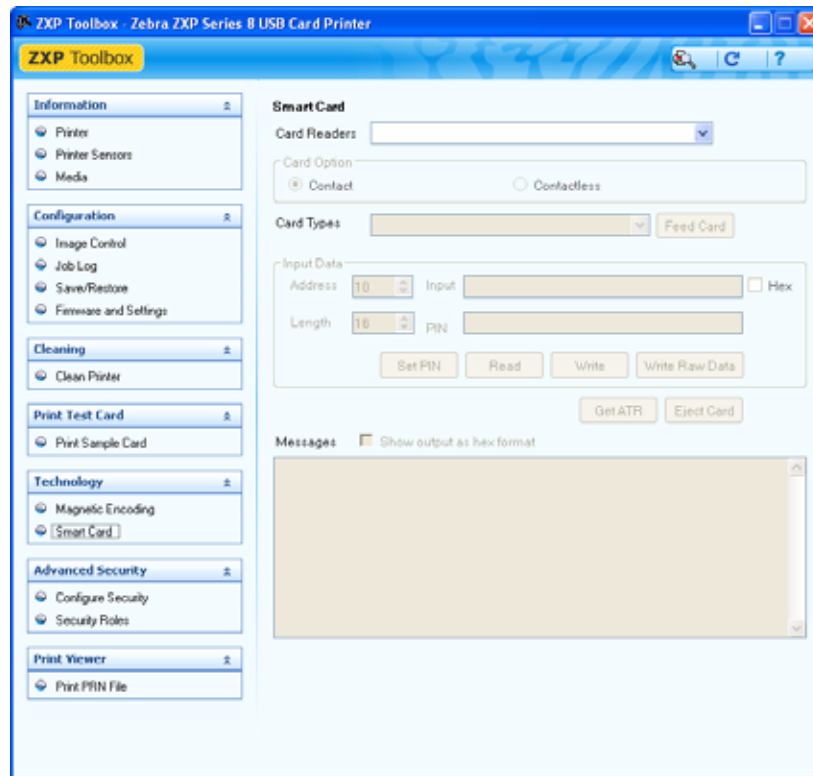 ZXP Toolbox - Zebra ZXP Series 8 USB Card Printer
ZXP Toolbox
?
Information
Printer
Printer Sensors
Media
Configuration
Image Control
Job Log
Save/Restore
Firmware and Settings
Cleaning
Clean Printer
Print Test Card
Print Sample Card
Technology
Magnetic Encoding
Smart Card
Advanced Security
Configure Security
Security Roles
Print Viewer
Print PRN File
Smart Card
Card Readers
Card Option
Contact Contactless
Card Types Feed Card
Input Data
Address 10 Input Hex
Length 16 PIN
Set PIN Read Write Write Raw Data
Get ATR Eject Card
Messages Show output as hex format